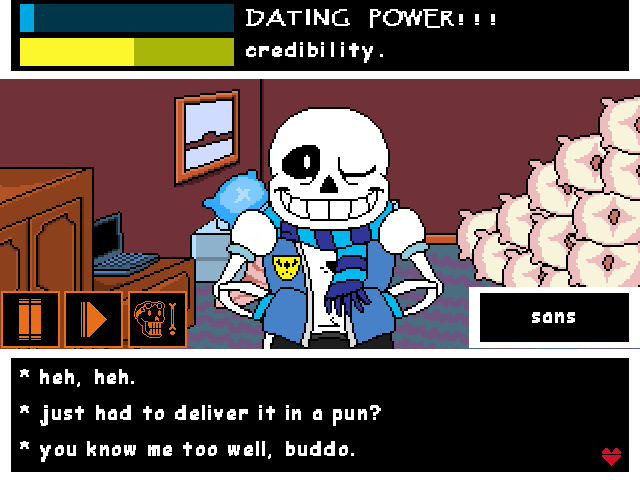 DATING POWER!!!
credibility.
sans
* heh, heh.
* just had to deliver it in a pun?
* you know me too well, buddo.